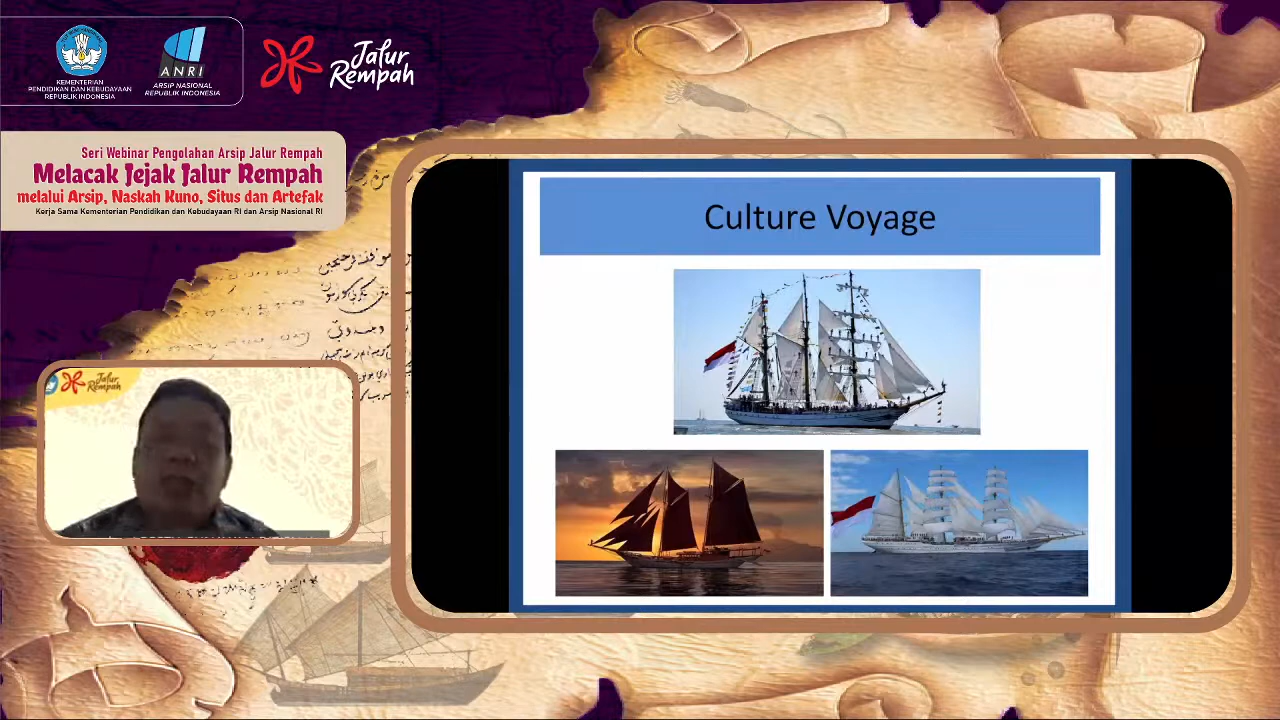 KEMENTERIAN
PENDIDIKAN DAN KEBUDAYAAN
REPUBLIK INDONESIA
ANRI
ARSIP NASIONAL
REPUBLIK INDONESIA
Jalur
Rempah
Seri Webinar Pengolahan Arsip Jalur Rempah
Melacak Jejak Jalur Rempah
melalui Arsip, Naskah Kuno, Situs dan Artefak
Kerja Sama Kementerian Pendidikan dan Kebudayaan RI dan Arsip Nasional RI
Culture Voyage
Jalur
Rempah